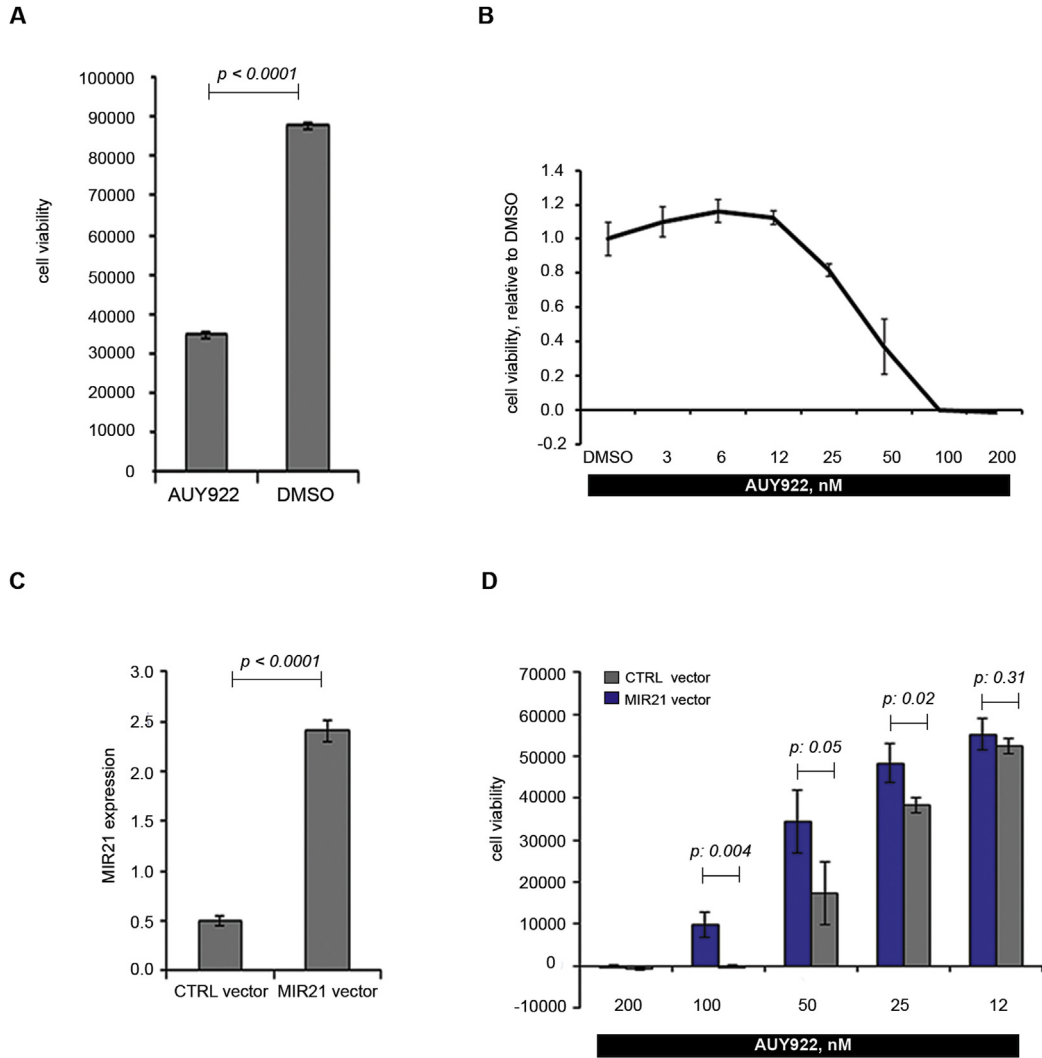 A
p < 0.0001
100000
90000
80000
70000
60000
50000
40000
30000
20000
10000
0
cell viability
AUY922 DMSO
B
1.4
1.2
1.0
0.8
0.6
0.4
0.2
0.0
-0.2
cell viability, relative to DMSO
DMSO 3 6 12 25 50 100 200
AUY922, nM
C
p < 0.0001
3.0
2.5
2.0
1.5
1.0
0.5
0.0
MIR21 expression
CTRL vector MIR21 vector
D
CTRL vector
MIR21 vector
70000
60000
50000
40000
30000
20000
10000
0
-10000
cell viability
p: 0.004
p: 0.05
p: 0.02
p: 0.31
200 100 50 25 12
AUY922, nM